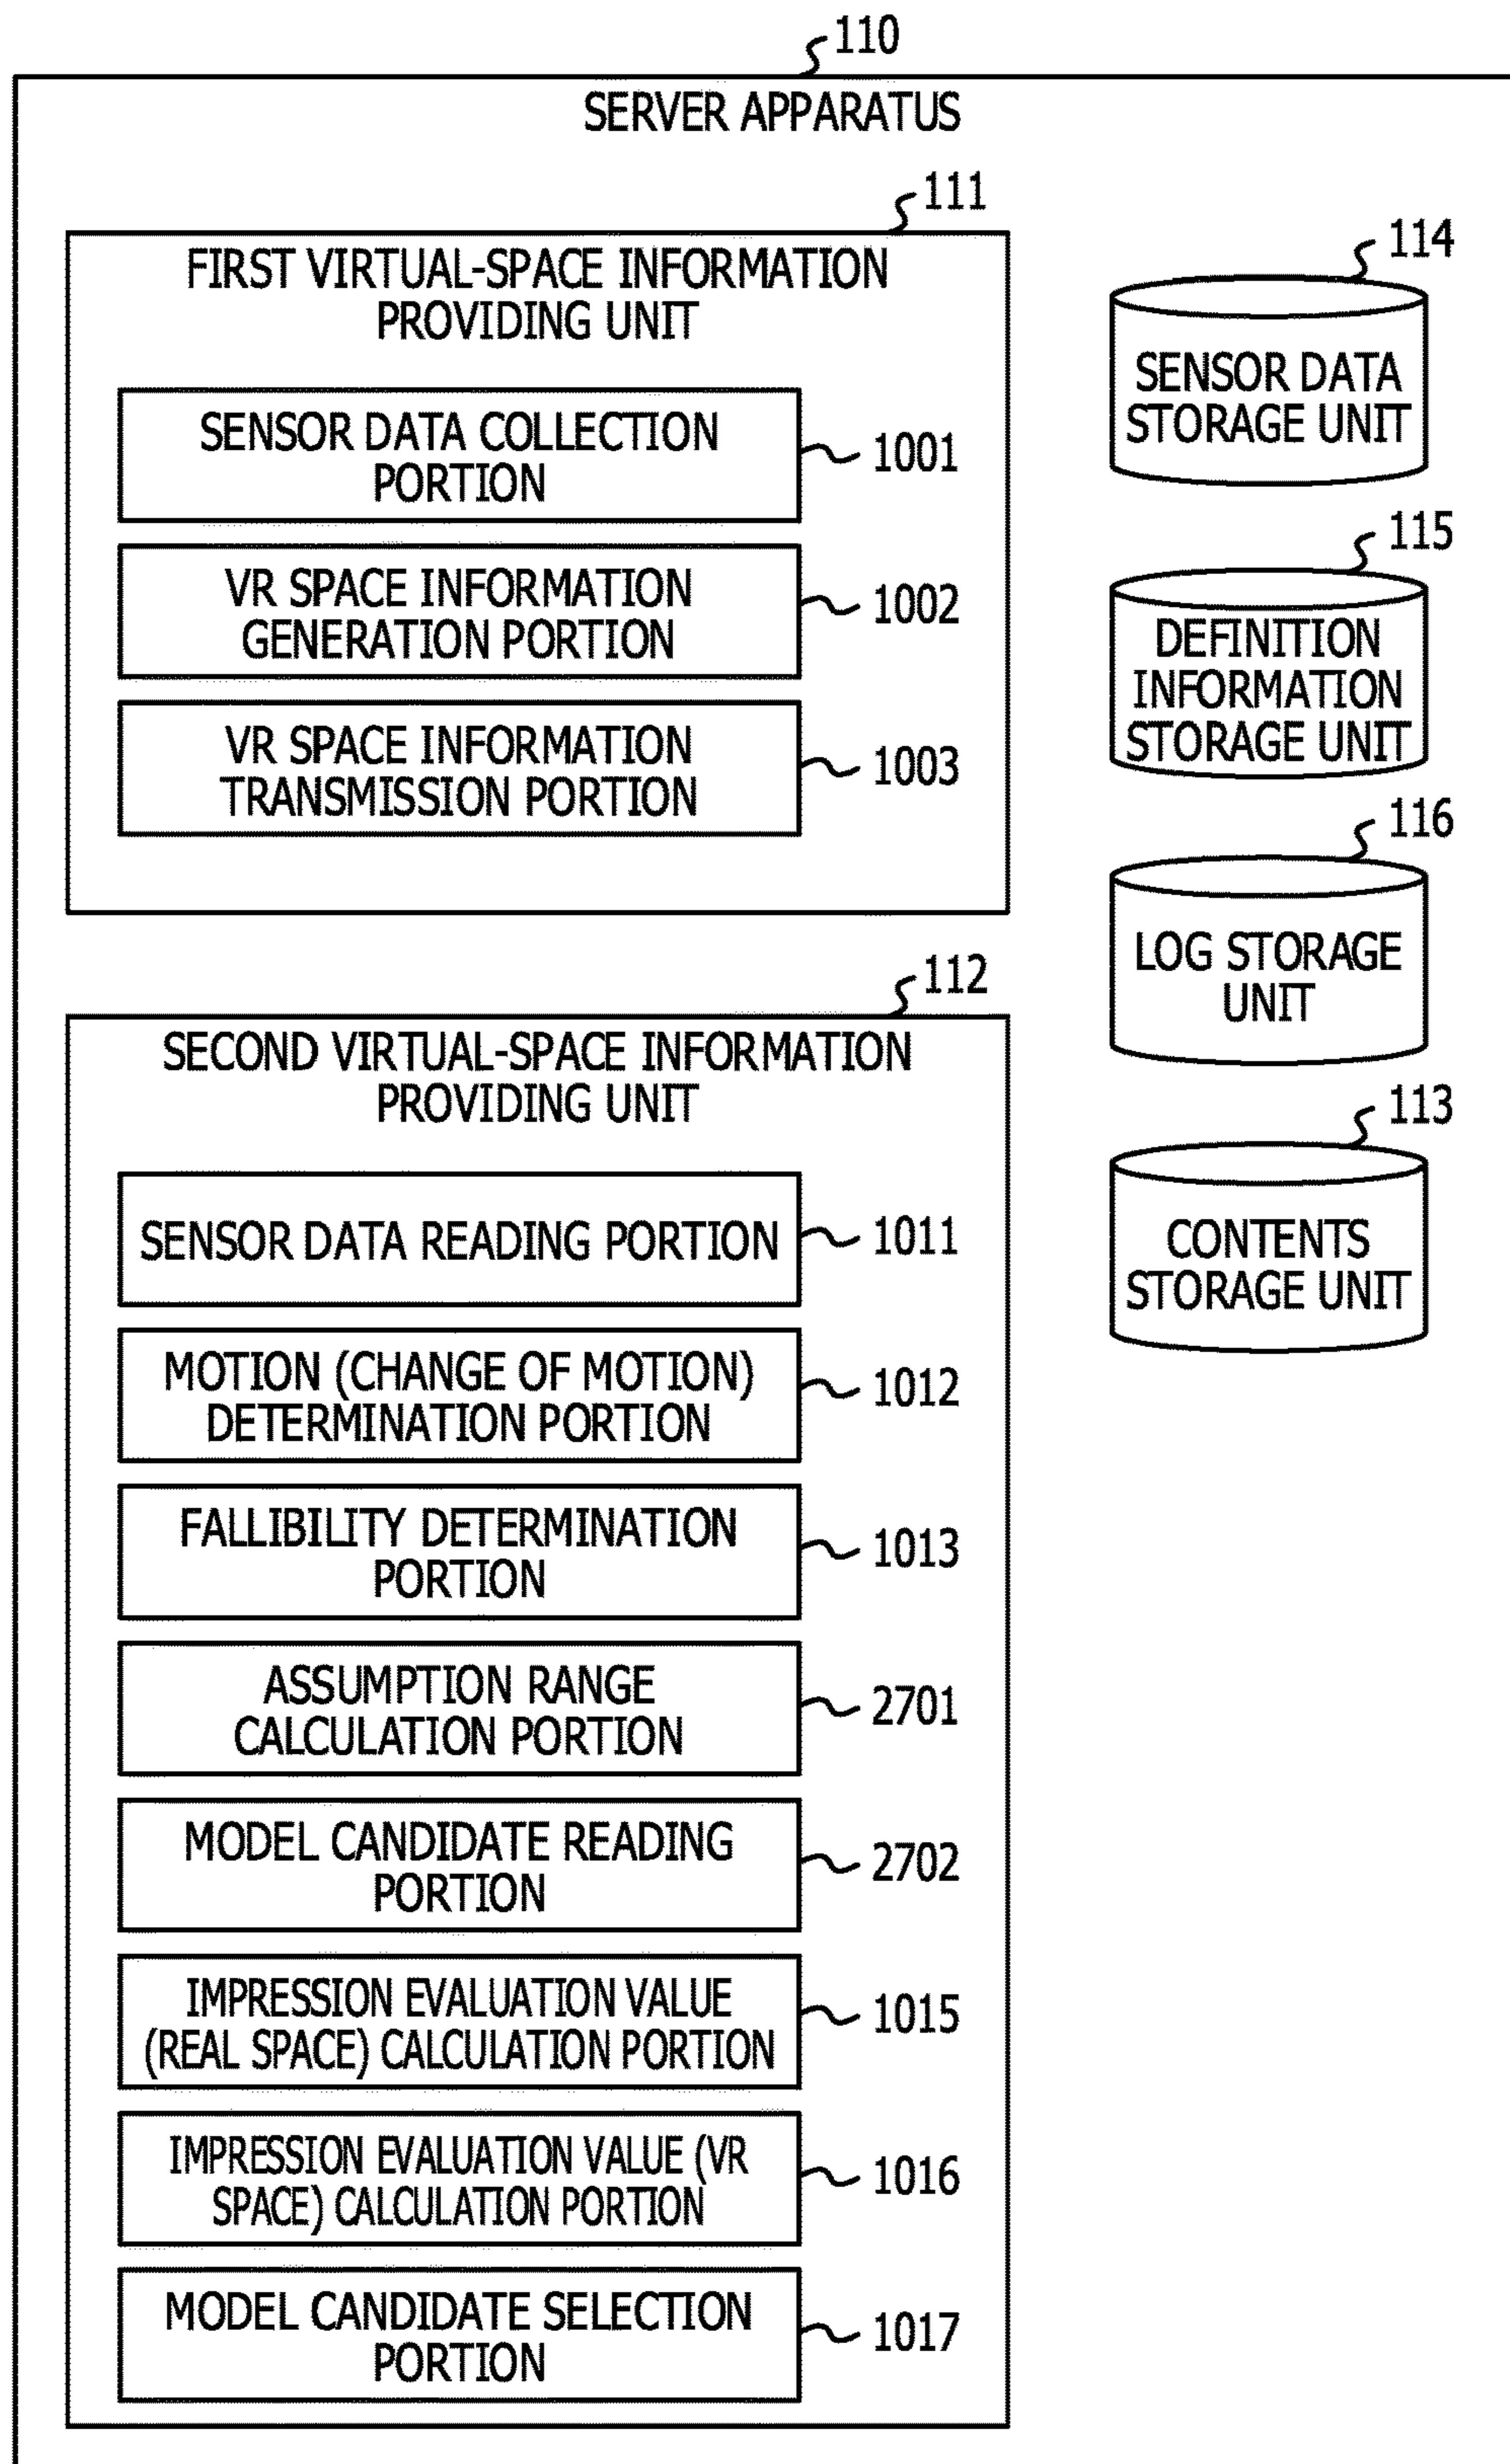 110
SERVER APPARATUS
111
FIRST VIRTUAL-SPACE INFORMATION
PROVIDING UNIT
SENSOR DATA COLLECTION
PORTION
1001
VR SPACE INFORMATION
GENERATION PORTION
1002
VR SPACE INFORMATION
TRANSMISSION PORTION
1003
112
SECOND VIRTUAL-SPACE INFORMATION
PROVIDING UNIT
SENSOR DATA READING PORTION
1011
MOTION (CHANGE OF MOTION)
DETERMINATION PORTION
1012
FALLIBILITY DETERMINATION
PORTION
1013
ASSUMPTION RANGE
CALCULATION PORTION
2701
MODEL CANDIDATE READING
PORTION
2702
IMPRESSION EVALUATION VALUE
(REAL SPACE) CALCULATION PORTION
1015
IMPRESSION EVALUATION VALUE (VR
SPACE) CALCULATION PORTION
1016
MODEL CANDIDATE SELECTION
PORTION
1017
114
SENSOR DATA
STORAGE UNIT
115
DEFINITION
INFORMATION
STORAGE UNIT
116
LOG STORAGE
UNIT
113
CONTENTS
STORAGE UNIT